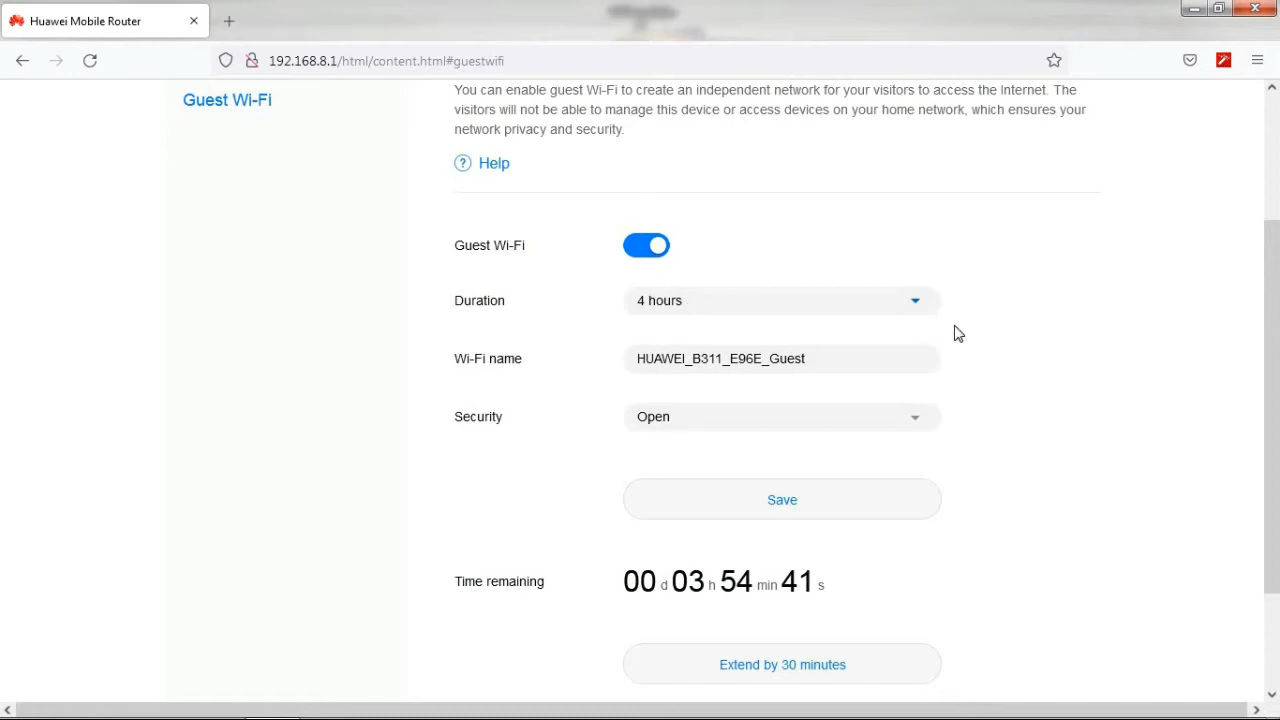 Huawei Mobile Router
192.168.8.1/html/content.html#guestwifi
Guest Wi-Fi
You can enable guest Wi-Fi to create an independent network for your visitors to access the Internet. The
visitors will not be able to manage this device or access devices on your home network, which ensures your
network privacy and security.
? Help
Guest Wi-Fi
Duration 4 hours
Wi-Fi name HUAWEI_B311_E96E_Guest
Security Open
Save
Time remaining 00 d 03 h 54 min 41 s
Extend by 30 minutes